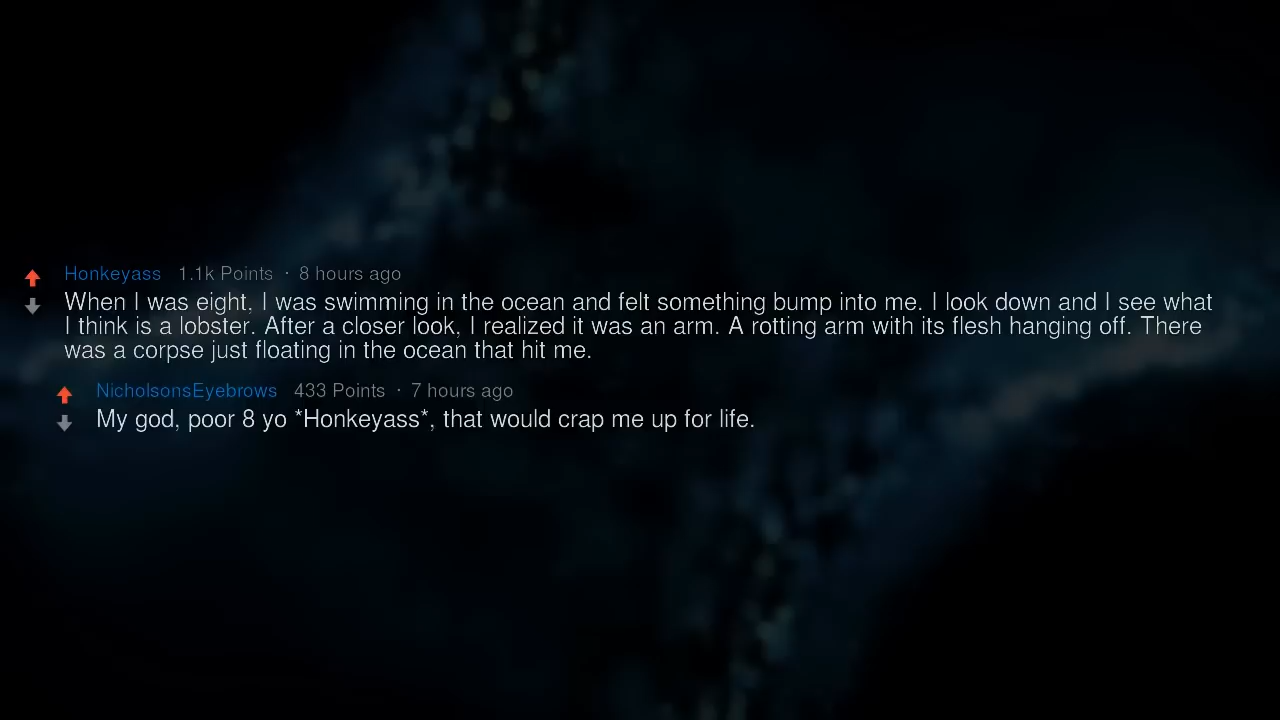 Honkeyass 1.1k Points · 8 hours ago
When I was eight, I was swimming in the ocean and felt something bump into me. I look down and I see what
I think is a lobster. After a closer look, I realized it was an arm. A rotting arm with its flesh hanging off. There
was a corpse just floating in the ocean that hit me.
NicholsonsEyebrows 433 Points · 7 hours ago
My god, poor 8 yo *Honkeyass*, that would crap me up for life.